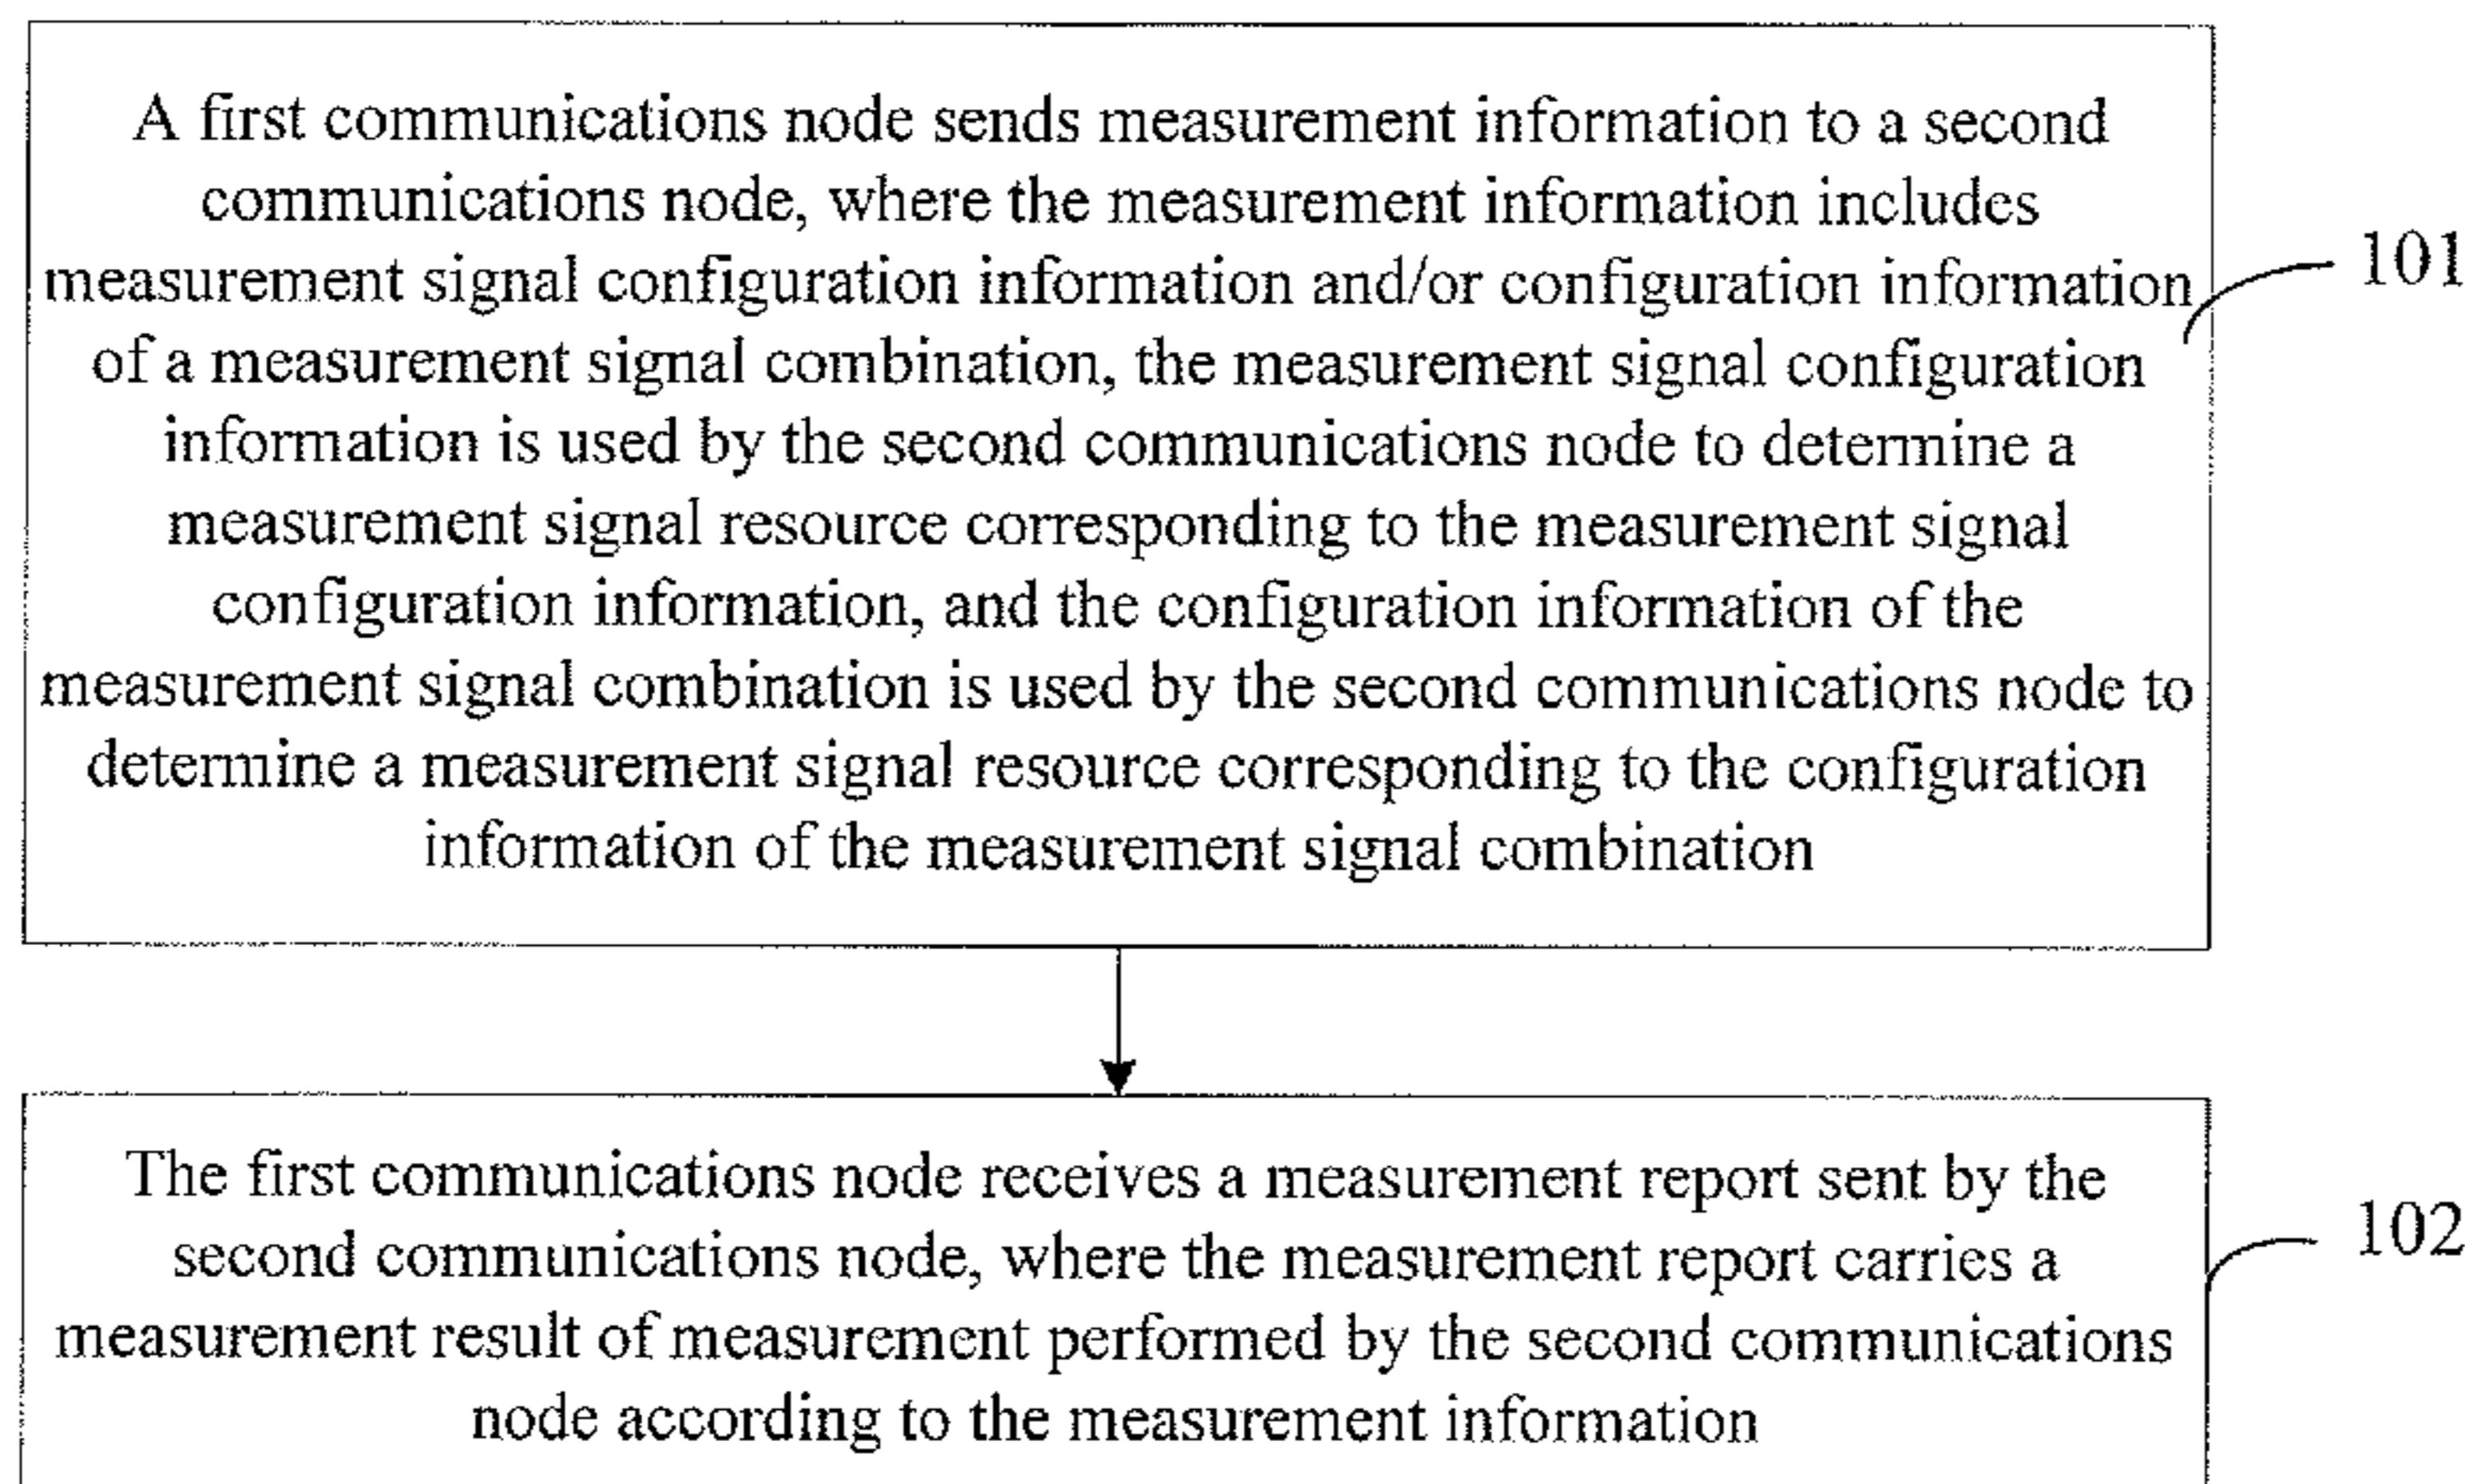 A first communications node sends measurement information to a second
communications node, where the measurement information includes
measurement signal configuration information and/or configuration information
of a measurement signal combination, the measurement signal configuration
information is used by the second communications node to determine a
measurement signal resource corresponding to the measurement signal
configuration information, and the configuration information of the
measurement signal combination is used by the second communications node to
determine a measurement signal resource corresponding to the configuration
information of the measurement signal combination
101
The first communications node receives a measurement report sent by the
second communications node, where the measurement report carries a
measurement result of measurement performed by the second communications
node according to the measurement information
102